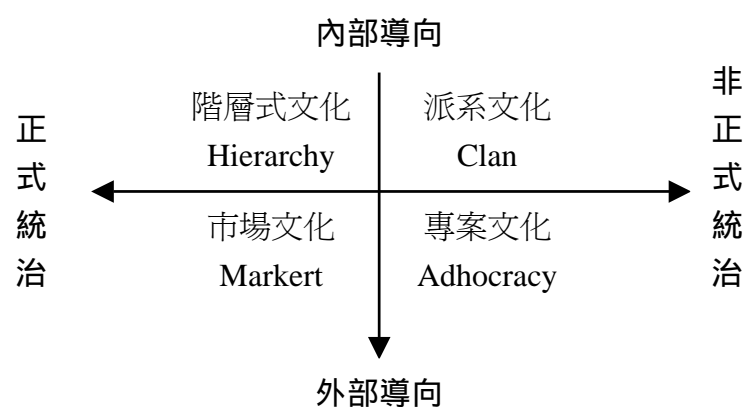 內部導向
正式統治
階層式文化
Hierarchy
派系文化
Clan
非正式統治
市場文化
Markert
專案文化
Adhocracy
外部導向